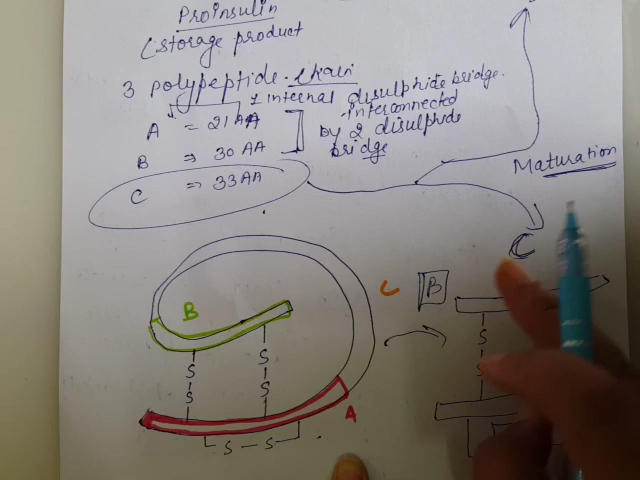 Proinsulin
(storage product
3 polypeptide chain
1 internal disulphide bridge.
A = 21 AA
interconnected
by 2 disulphide
bridge
B => 30 AA
C => 33 AA
Maturation
C
B
C
B
S
S
S
S
A
S - S
A
S
S
S